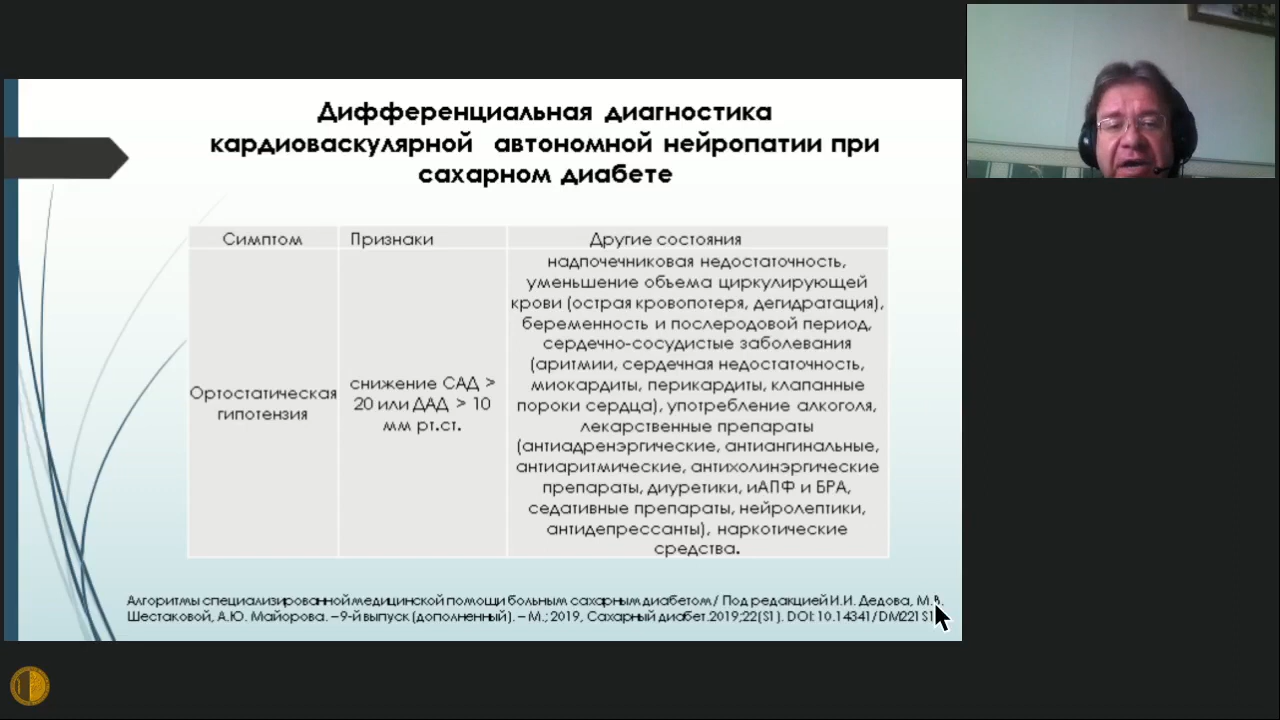 Дифференциальная диагностика
кардиоваскулярной автономной нейропатии при
сахарном диабете
Симптом Признаки Другие состояния
Ортостатическая
гипотензия
снижение САД >
20 или ДАД > 10
мм рт.ст.
надпочечниковая недостаточность,
уменьшение объема циркулирующей
крови (острая кровопотеря, дегидратация),
беременность и послеродовой период,
сердечно-сосудистые заболевания
(аритмии, сердечная недостаточность,
миокардиты, перикардиты, клапанные
пороки сердца), употребление алкоголя,
лекарственные препараты
(антиадренэргические, антиангинальные,
антиаритмические, антихолинэргические
препараты, диуретики, иАПФ и БРА,
седативные препараты, нейролептики,
антидепрессанты), наркотические
средства.
Алгоритмы специализированной медицинской помощи больным сахарным диабетом / Под редакцией И.И. Дедова, М.В.
Шестаковой, А.Ю. Майорова. – 9-й выпуск (дополненный). – М.; 2019, Сахарный диабет.2019;22(S1). DOI: 10.14341/DM221S1